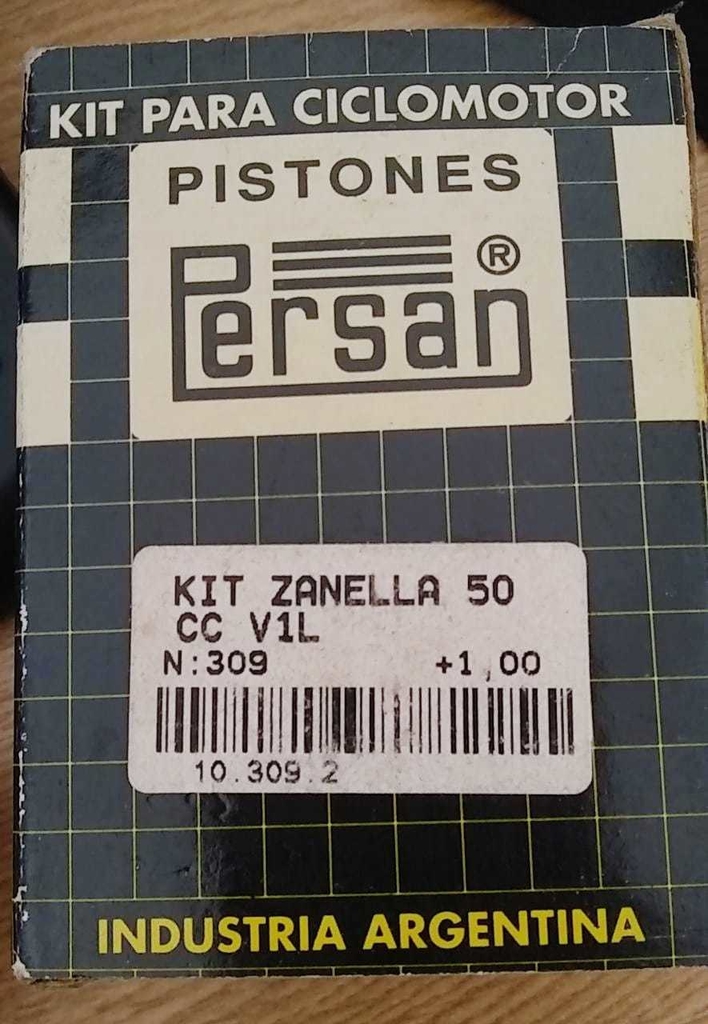 KIT PARA CICLOMOTOR
PISTONES
Persan ®
KIT ZANELLA 50
CC V1L
N:309 +1,00
10.309.2
INDUSTRIA ARGENTINA